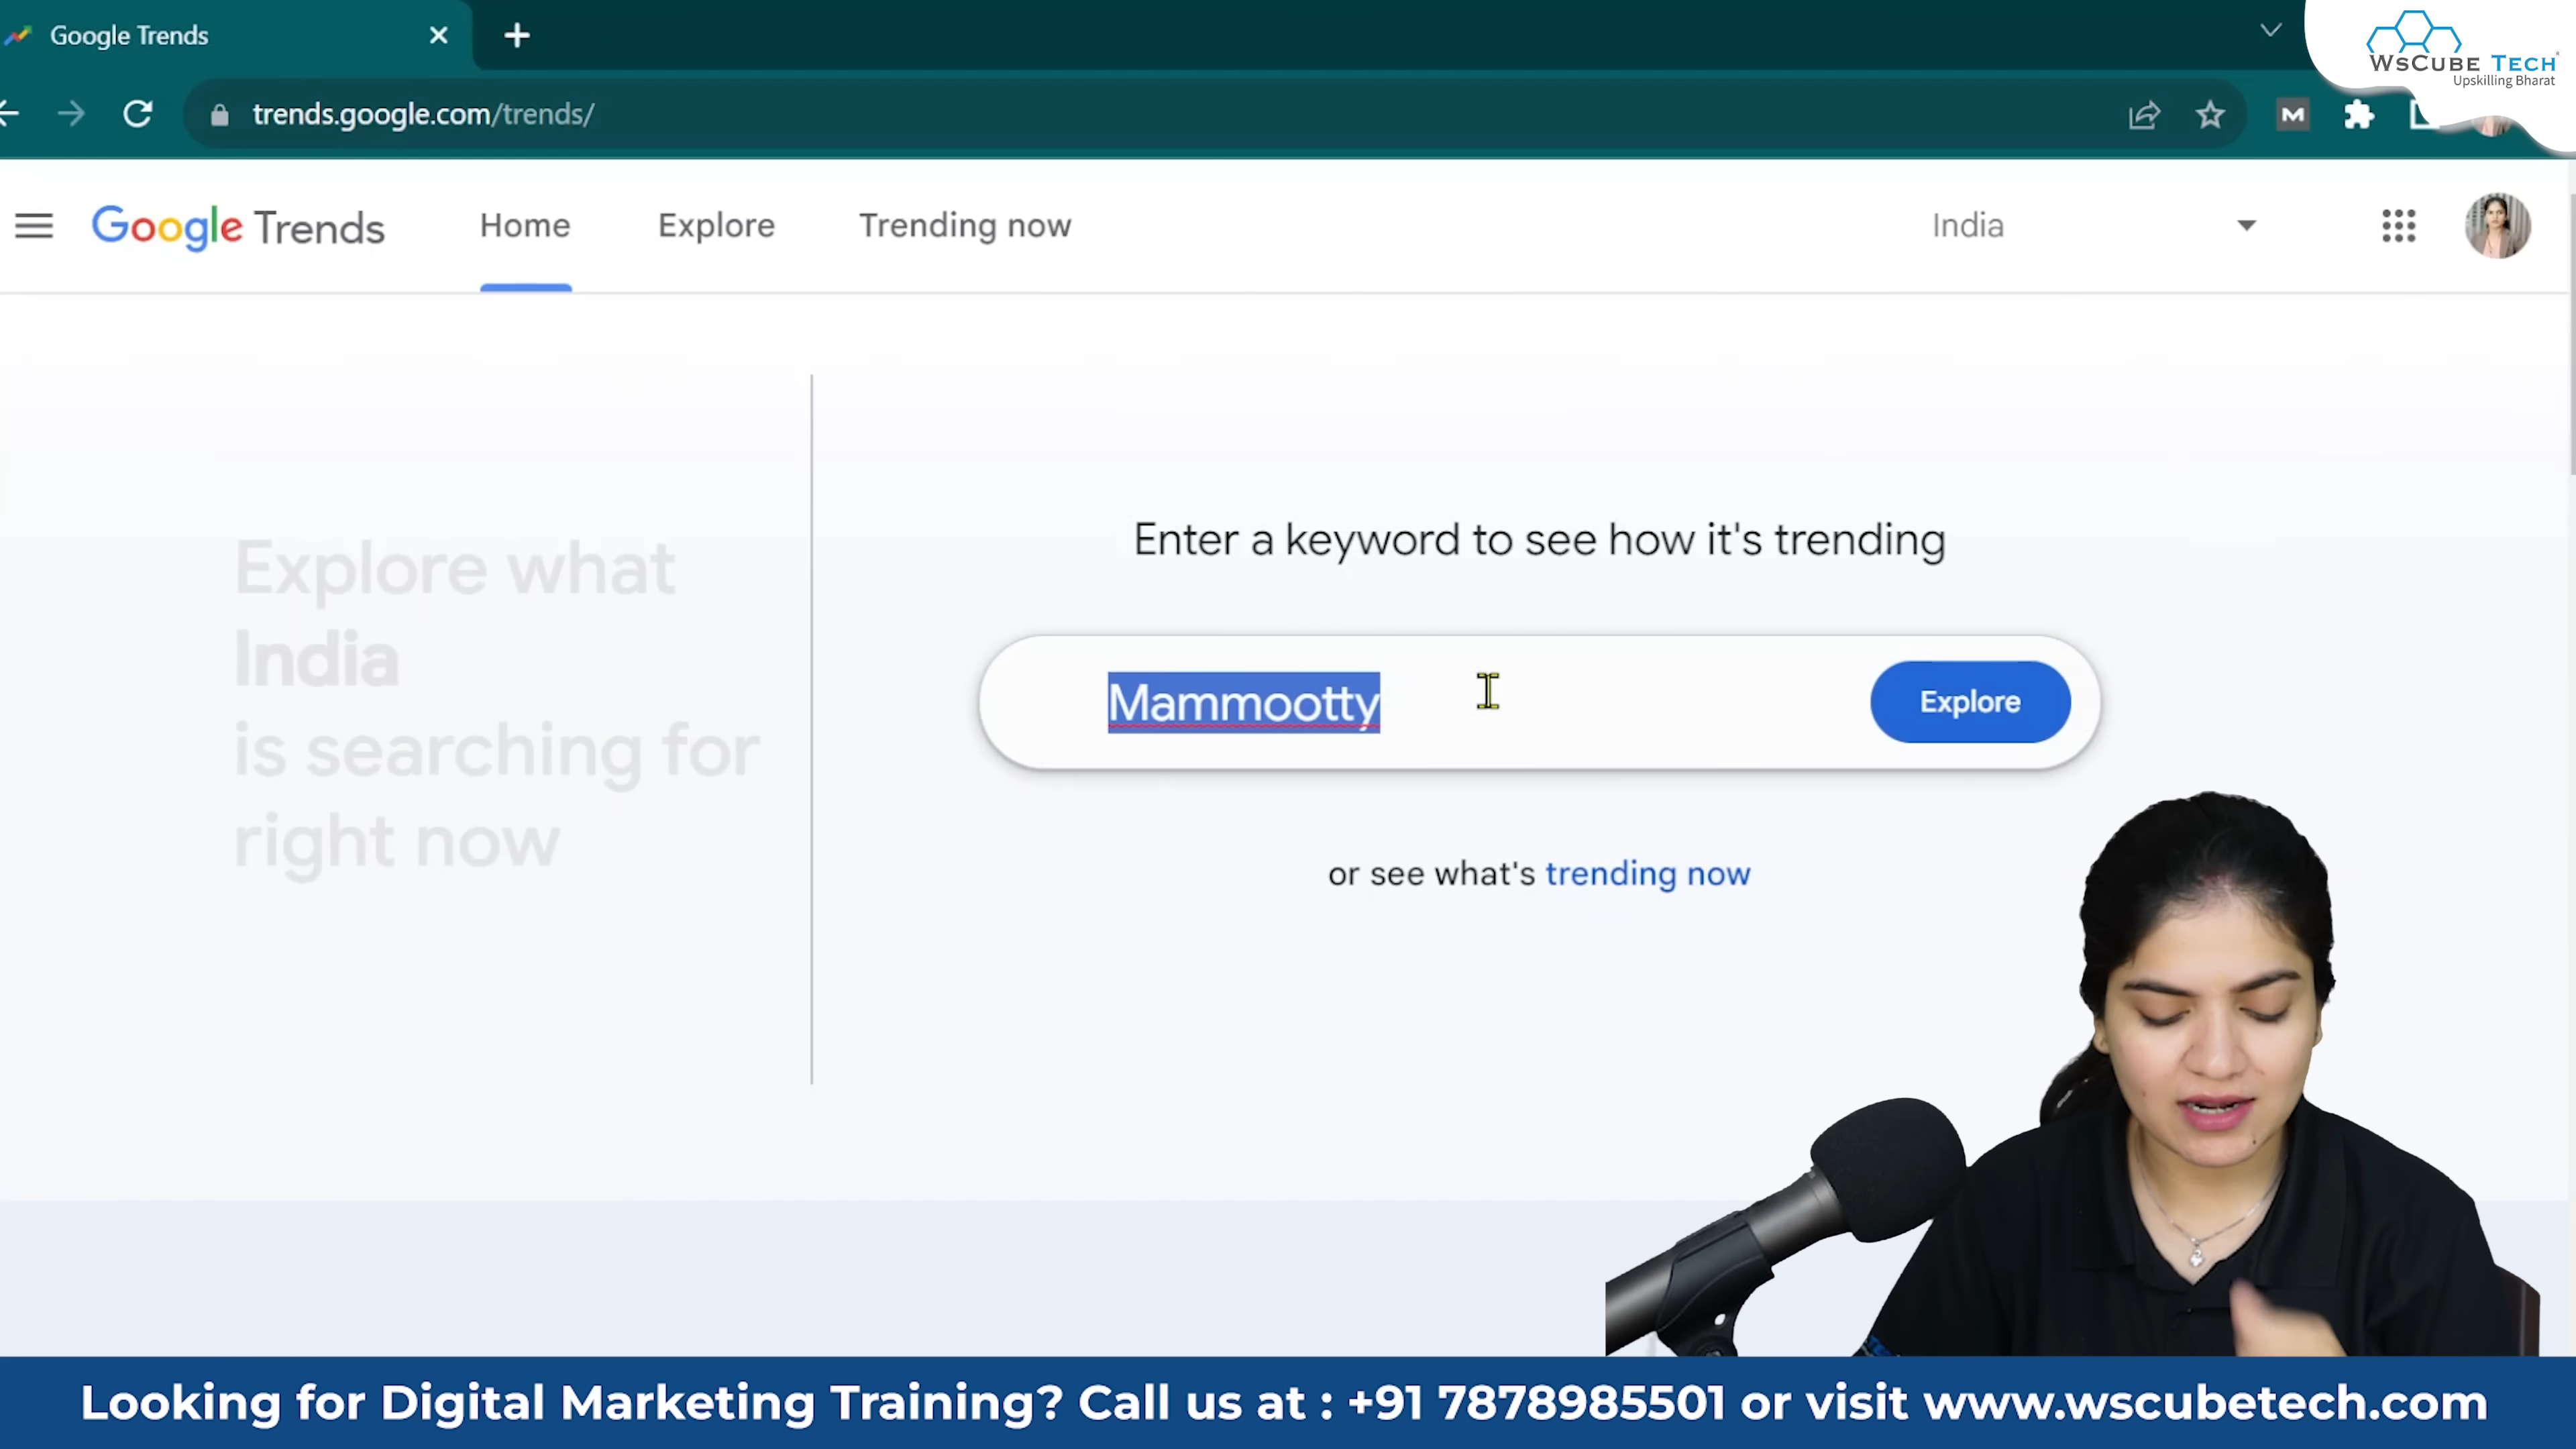 Google Trends
WsCube Tech
Upskilling Bharat
trends.google.com/trends/
M
Google Trends
Home
Explore
Trending now
India
Explore what
India
is searching for
right now
Enter a keyword to see how it's trending
Mammootty
Explore
or see what's trending now
Looking for Digital Marketing Training? Call us at : +91 7878985501 or visit www.wscubetech.com